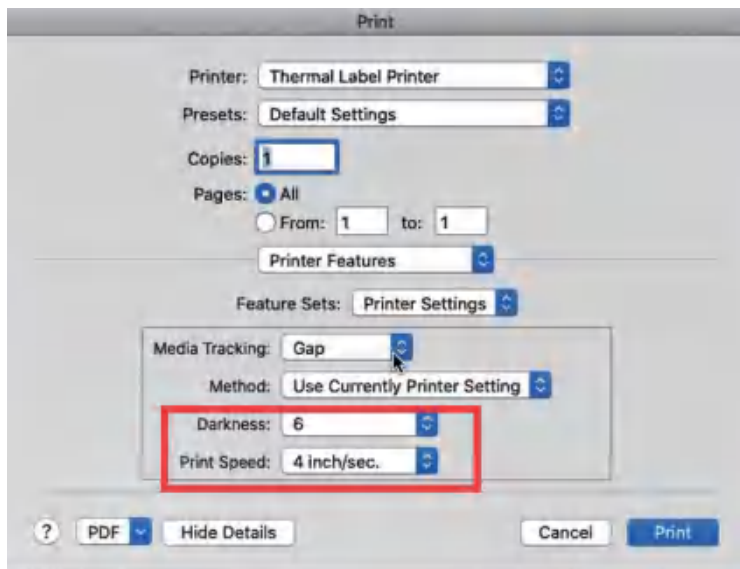 Print
Printer: Thermal Label Printer
Presets: Default Settings
Copies: 1
Pages: All
From: 1 to: 1
Printer Features
Feature Sets: Printer Settings
Media Tracking: Gap
Method: Use Currently Printer Setting
Darkness: 6
Print Speed: 4 inch/sec.
? PDF Hide Details Cancel Print